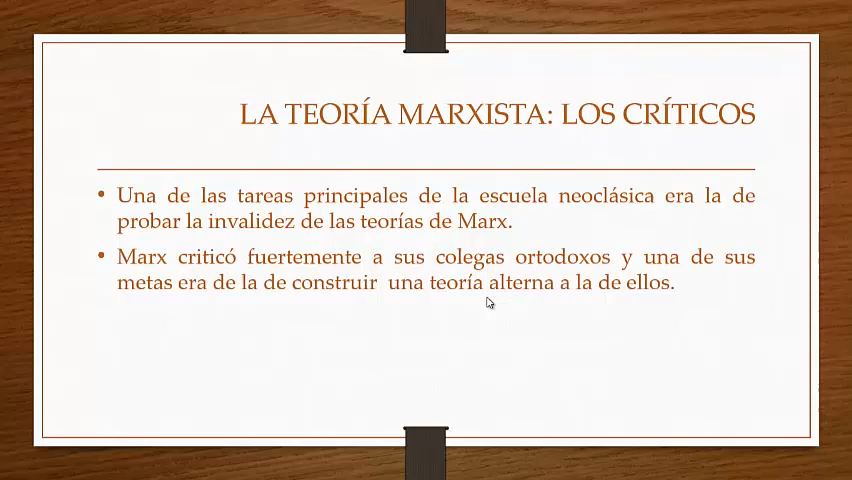 LA TEORÍA MARXISTA: LOS CRÍTICOS
• Una de las tareas principales de la escuela neoclásica era la de
probar la invalidez de las teorías de Marx.
• Marx criticó fuertemente a sus colegas ortodoxos y una de sus
metas era de la de construir una teoría alterna a la de ellos.